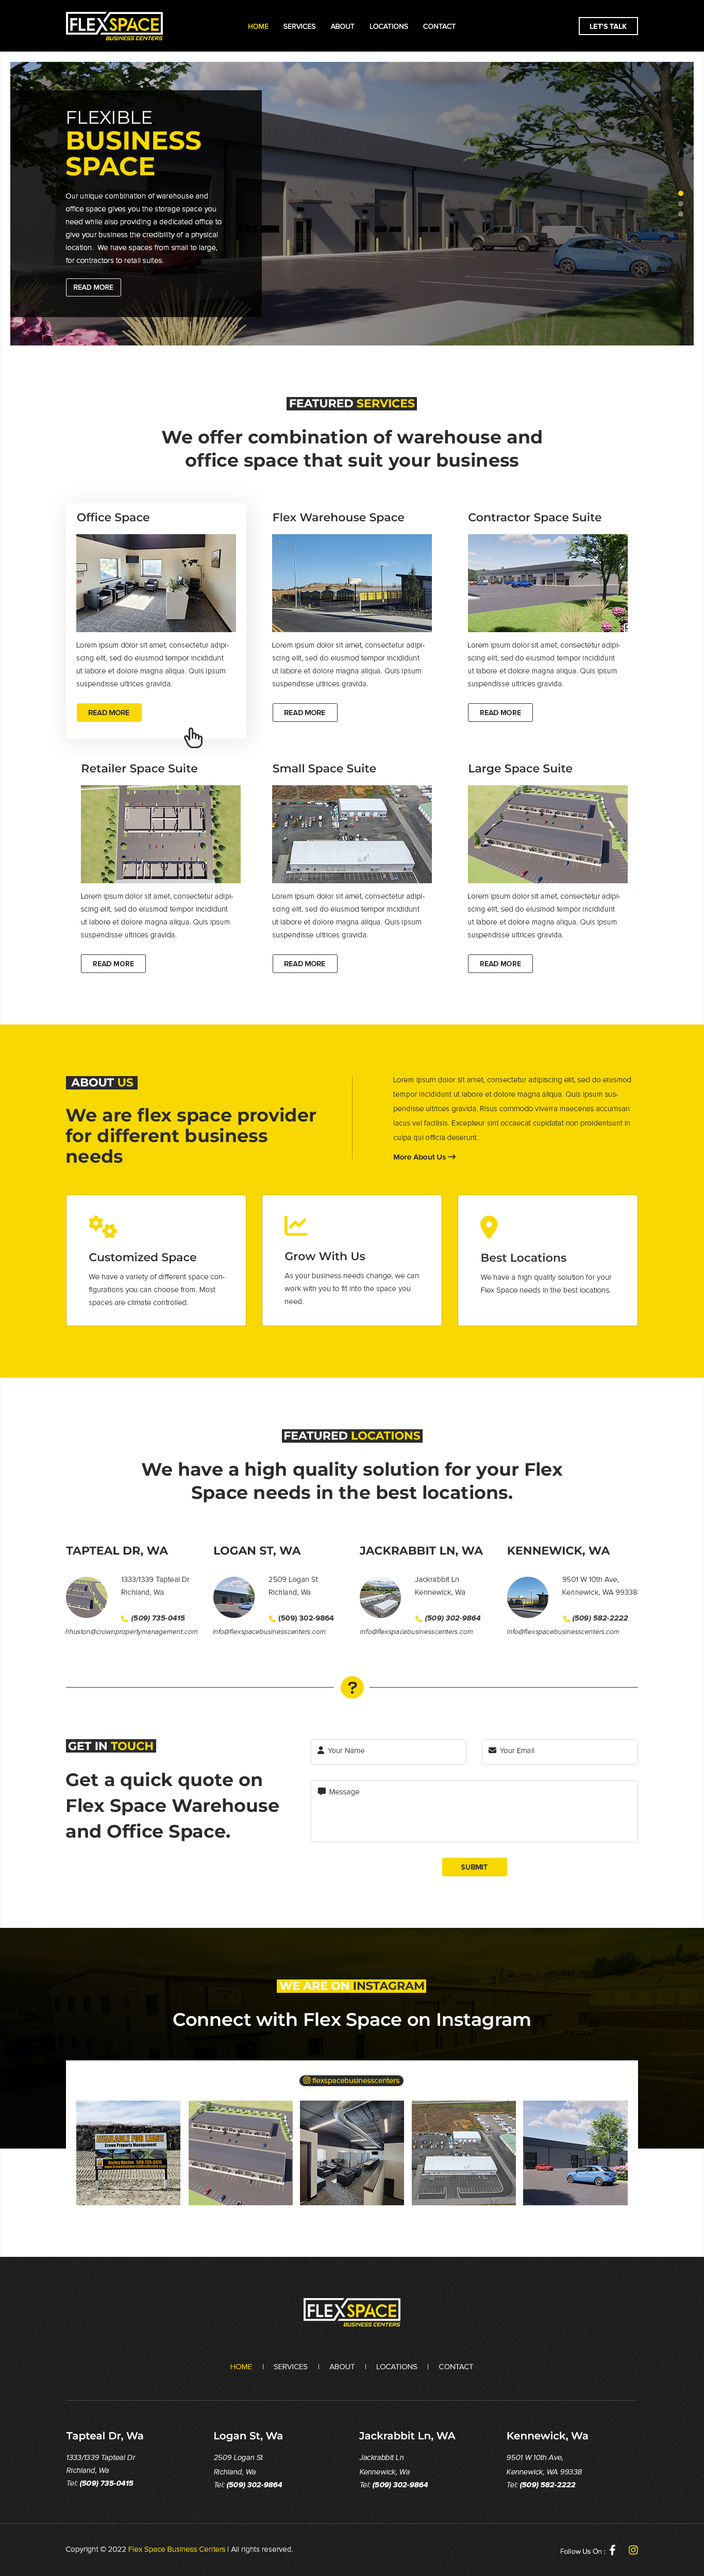 FLEXSPACE
BUSINESS CENTERS
HOME SERVICES ABOUT LOCATIONS CONTACT
LET'S TALK
FLEXIBLE
BUSINESS
SPACE
Our unique combination of warehouse and
office space gives you the storage space you
need while also providing a dedicated office to
give your business the credibility of a physical
location. We have spaces from small to large,
for contractors to retail suites.
READ MORE
FEATURED SERVICES
We offer combination of warehouse and
office space that suit your business
Office Space
Lorem ipsum dolor sit amet, consectetur adipi-
scing elit, sed do eiusmod tempor incididunt
ut labore et dolore magna aliqua. Quis ipsum
suspendisse ultrices gravida.
READ MORE
Flex Warehouse Space
Lorem ipsum dolor sit amet, consectetur adipi-
scing elit, sed do eiusmod tempor incididunt
ut labore et dolore magna aliqua. Quis ipsum
suspendisse ultrices gravida.
READ MORE
Contractor Space Suite
Lorem ipsum dolor sit amet, consectetur adipi-
scing elit, sed do eiusmod tempor incididunt
ut labore et dolore magna aliqua. Quis ipsum
suspendisse ultrices gravida.
READ MORE
Retailer Space Suite
Lorem ipsum dolor sit amet, consectetur adipi-
scing elit, sed do eiusmod tempor incididunt
ut labore et dolore magna aliqua. Quis ipsum
suspendisse ultrices gravida.
READ MORE
Small Space Suite
Lorem ipsum dolor sit amet, consectetur adipi-
scing elit, sed do eiusmod tempor incididunt
ut labore et dolore magna aliqua. Quis ipsum
suspendisse ultrices gravida.
READ MORE
Large Space Suite
Lorem ipsum dolor sit amet, consectetur adipi-
scing elit, sed do eiusmod tempor incididunt
ut labore et dolore magna aliqua. Quis ipsum
suspendisse ultrices gravida.
READ MORE
ABOUT US
We are flex space provider
for different business
needs
Lorem ipsum dolor sit amet, consectetur adipiscing elit, sed do eiusmod
tempor incididunt ut labore et dolore magna aliqua. Quis ipsum sus-
pendisse ultrices gravida. Risus commodo viverra maecenas accumsan
lacus vel facilisis. Excepteur sint occaecat cupidatat non proidentsunt in
culpa qui officia deserunt.
More About Us →
Customized Space
We have a variety of different space con-
figurations you can choose from. Most
spaces are climate controlled.
Grow With Us
As your business needs change, we can
work with you to fit into the space you
need.
Best Locations
We have a high quality solution for your
Flex Space needs in the best locations.
FEATURED LOCATIONS
We have a high quality solution for your Flex
Space needs in the best locations.
TAPTEAL DR, WA
1333/1339 Tapteal Dr
Richland, Wa
(509) 735-0415
hhuston@crownpropertymanagement.com
LOGAN ST, WA
2509 Logan St
Richland, Wa
(509) 302-9864
info@flexspacebusinesscenters.com
JACKRABBIT LN, WA
Jackrabbit Ln
Kennewick, Wa
(509) 302-9864
info@flexspacebusinesscenters.com
KENNEWICK, WA
9501 W 10th Ave,
Kennewick, WA 99338
(509) 582-2222
info@flexspacebusinesscenters.com
?
GET IN TOUCH
Get a quick quote on
Flex Space Warehouse
and Office Space.
Your Name
Your Email
Message
SUBMIT
WE ARE ON INSTAGRAM
Connect with Flex Space on Instagram
flexspacebusinesscenters
AVAILABLE FOR LEASE
Crown Property Management
FLEXSPACE
BUSINESS CENTERS
HOME | SERVICES | ABOUT | LOCATIONS | CONTACT
Tapteal Dr, Wa
1333/1339 Tapteal Dr
Richland, Wa
Tel: (509) 735-0415
Logan St, Wa
2509 Logan St
Richland, Wa
Tel: (509) 302-9864
Jackrabbit Ln, WA
Jackrabbit Ln
Kennewick, Wa
Tel: (509) 302-9864
Kennewick, Wa
9501 W 10th Ave,
Kennewick, WA 99338
Tel: (509) 582-2222
Copyright © 2022 Flex Space Business Centers | All rights reserved.
Follow Us On :